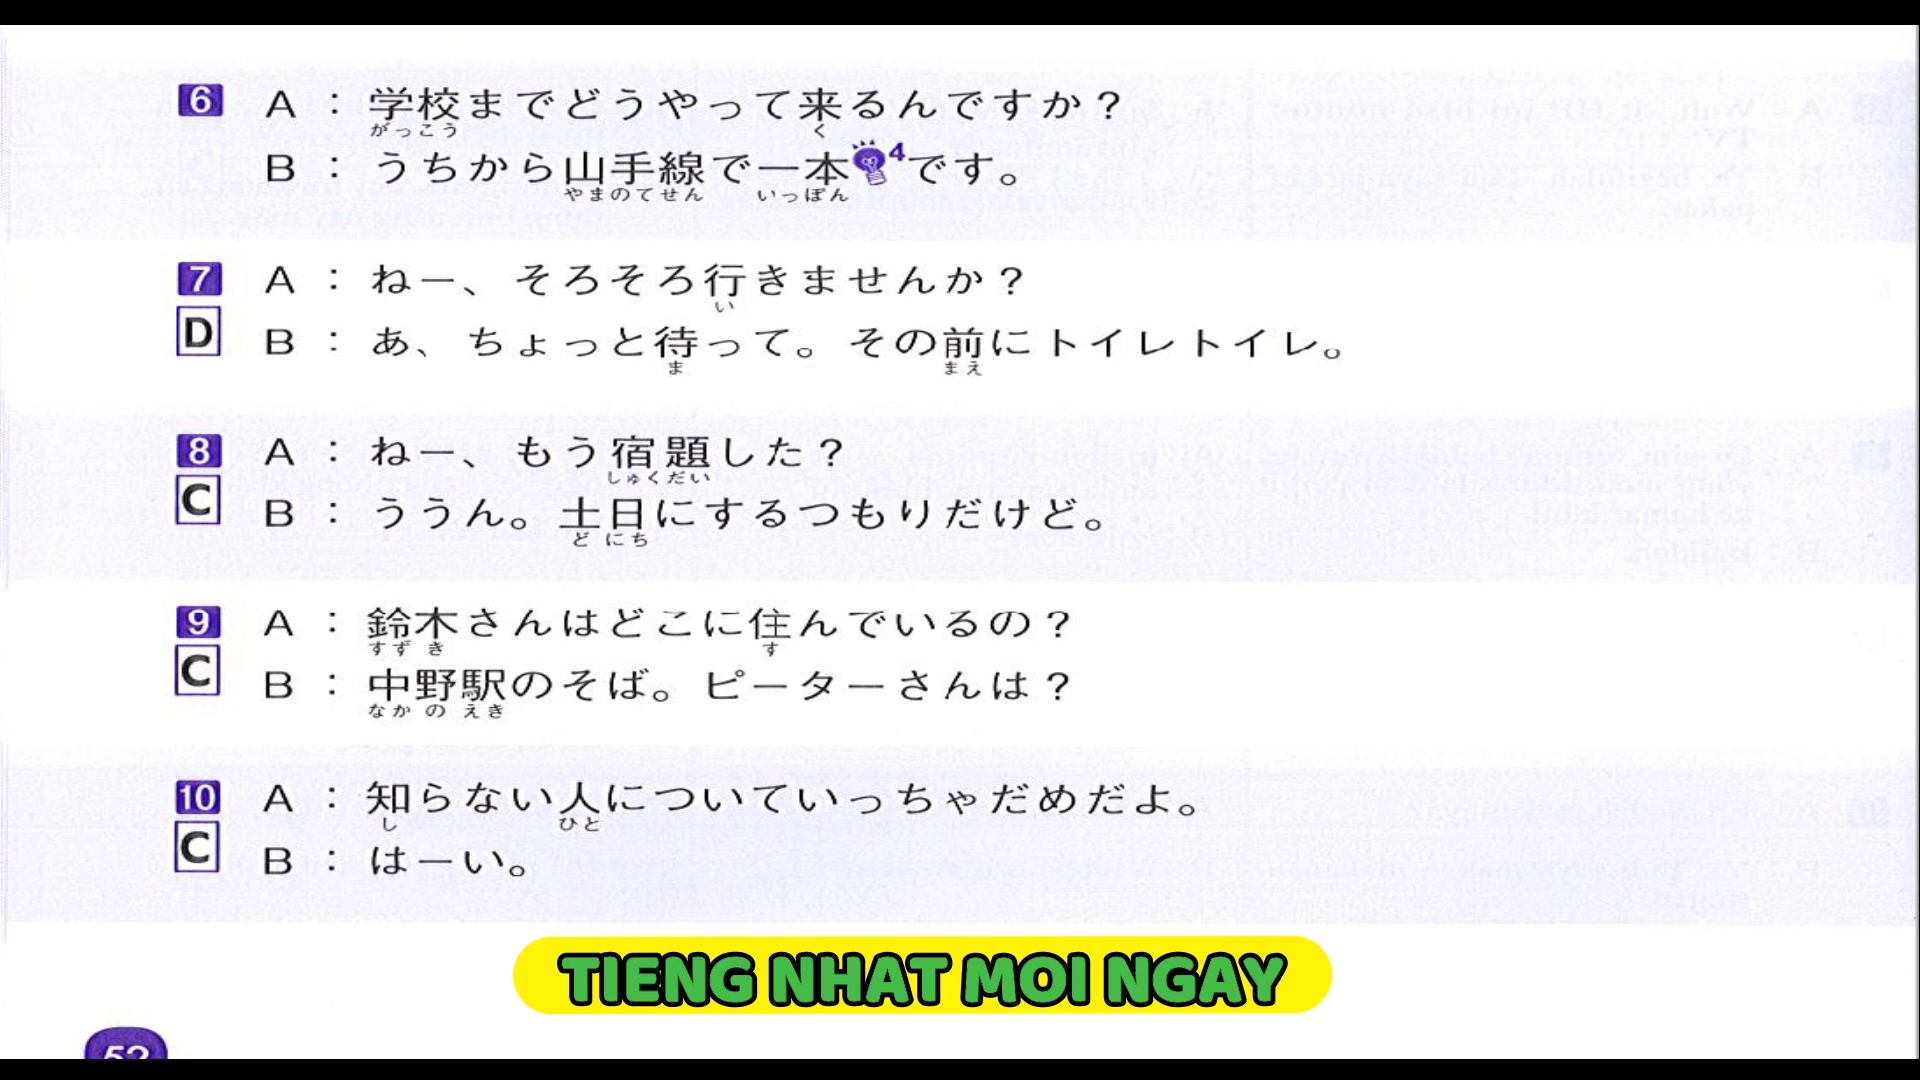 6 A：学校までどうやって来るんですか？
がっこう く
B：うちから山手線で一本4です。
やまのてせん いっぽん
7 A：ねー、そろそろ行きませんか？
い
D B：あ、ちょっと待って。その前にトイレトイレ。
ま まえ
8 A：ねー、もう宿題した？
しゅくだい
C B：ううん。土日にするつもりだけど。
ど にち
9 A：鈴木さんはどこに住んでいるの？
すず き す
C B：中野駅のそば。ピーターさんは？
なか の えき
10 A：知らない人についていっちゃだめだよ。
し ひと
C B：はーい。
TIENG NHAT MOI NGAY
52